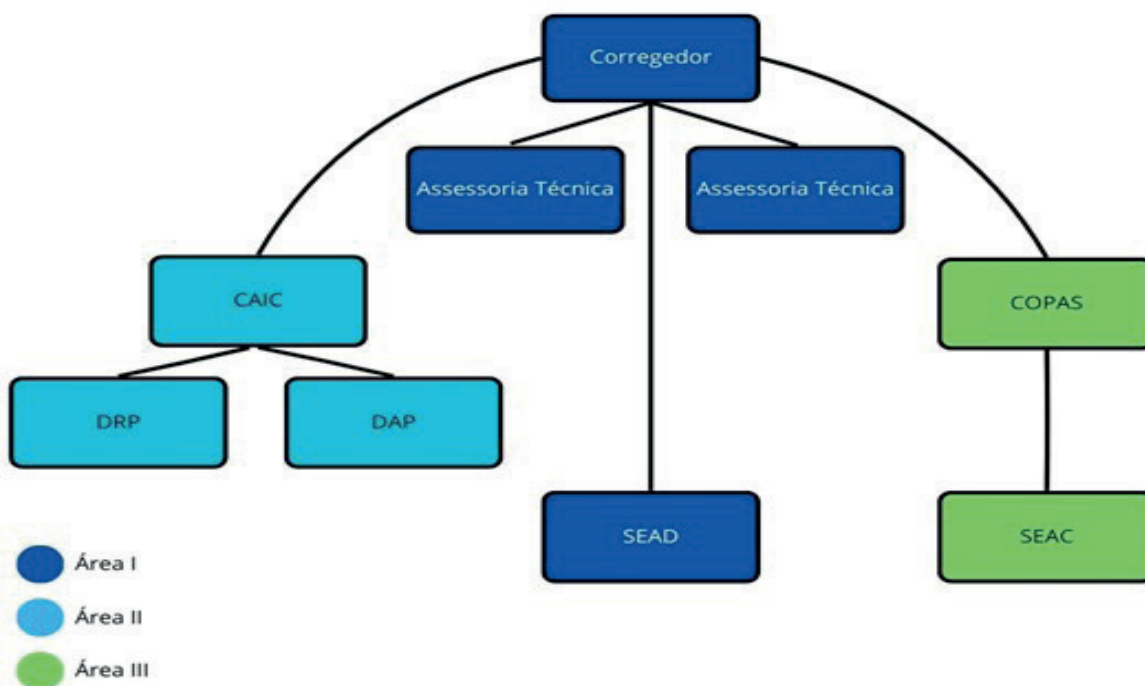 Corregedor
Assessoria Técnica
Assessoria Técnica
CAIC
COPAS
DRP
DAP
SEAD
SEAC
Área I
Área II
Área III